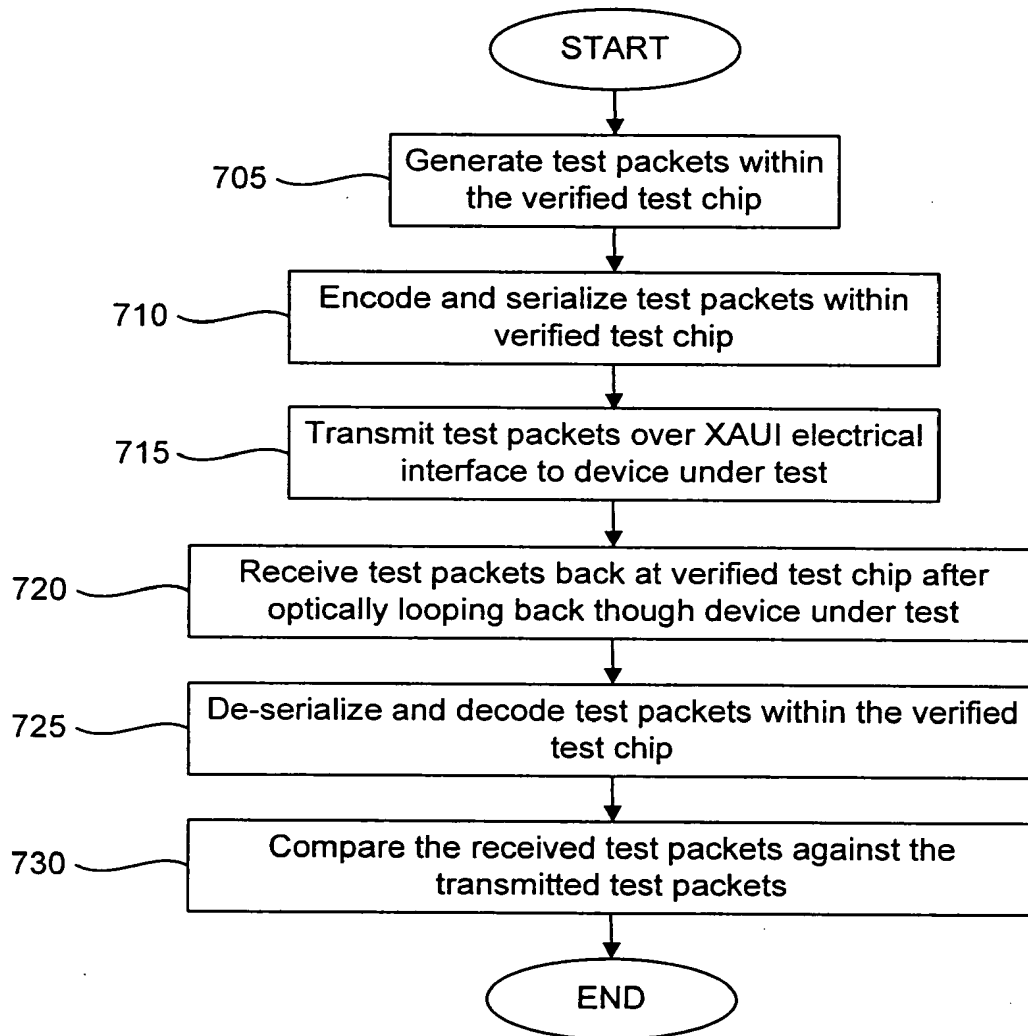 START
705
Generate test packets within
the verified test chip
710
Encode and serialize test packets within
verified test chip
715
Transmit test packets over XAUI electrical
interface to device under test
720
Receive test packets back at verified test chip after
optically looping back though device under test
725
De-serialize and decode test packets within the verified
test chip
730
Compare the received test packets against the
transmitted test packets
END